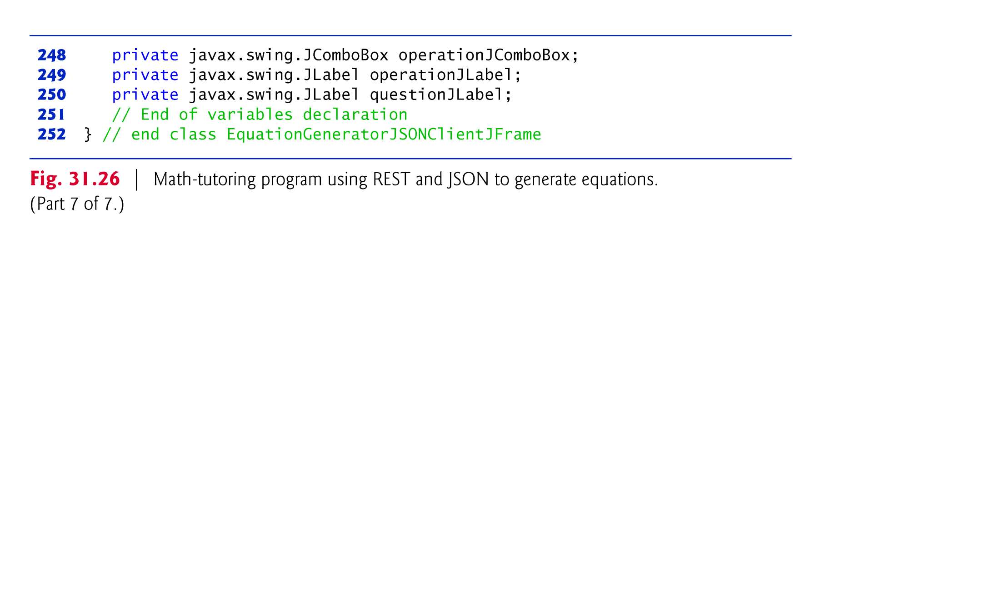 248 private javax.swing.JComboBox operationJComboBox;
249 private javax.swing.JLabel operationJLabel;
250 private javax.swing.JLabel questionJLabel;
251 // End of variables declaration
252 } // end class EquationGeneratorJSONClientJFrame
Fig. 31.26 | Math-tutoring program using REST and JSON to generate equations.
(Part 7 of 7.)